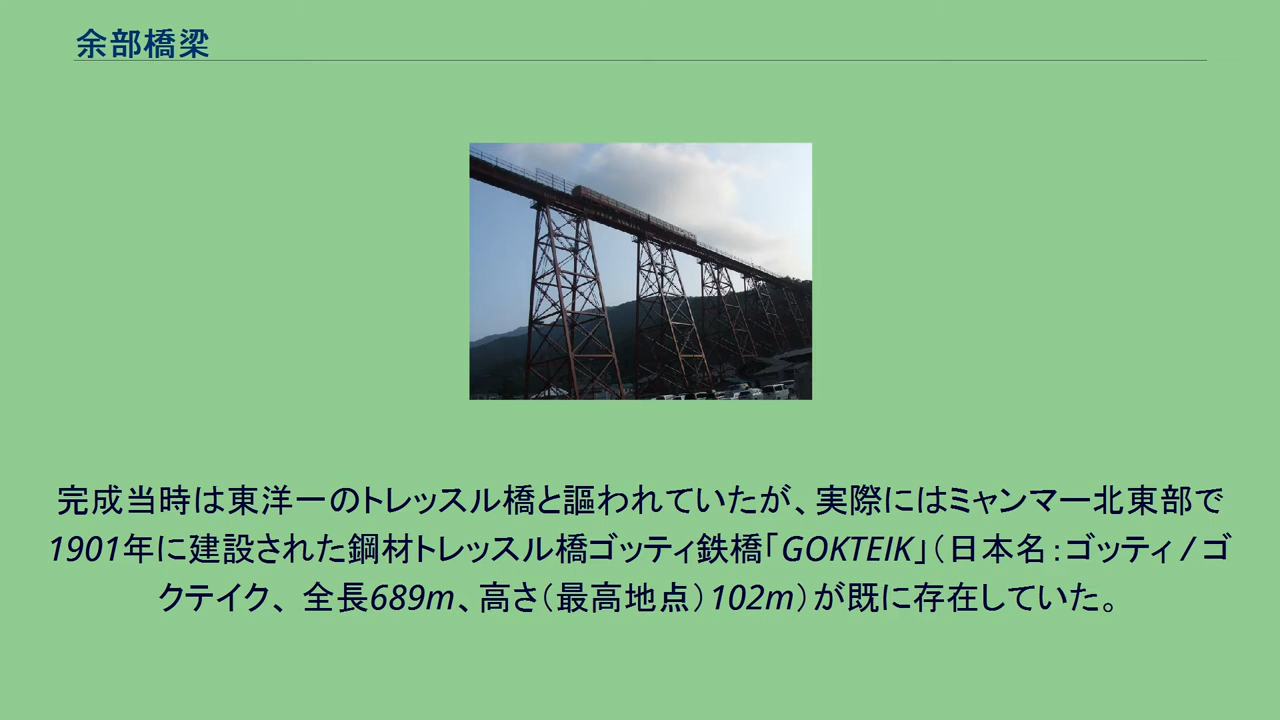 余部橋梁
完成当時は東洋一のトレッスル橋と謳われていたが、実際にはミャンマー北東部で
1901年に建設された鋼材トレッスル橋ゴッティ鉄橋「GOKTEIK」（日本名：ゴッティ/ゴ
クテイク、 全長689m、高さ（最高地点）102m）が既に存在していた。